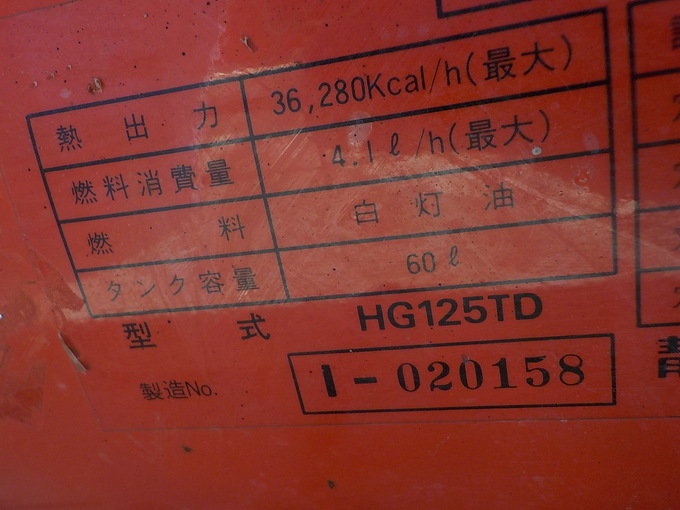 熱出力 36,280Kcal/h(最大)
燃料消費量 4.1ℓ/h(最大)
燃料 白灯油
タンク容量 60ℓ
型式 HG125TD
製造No. 1-020158